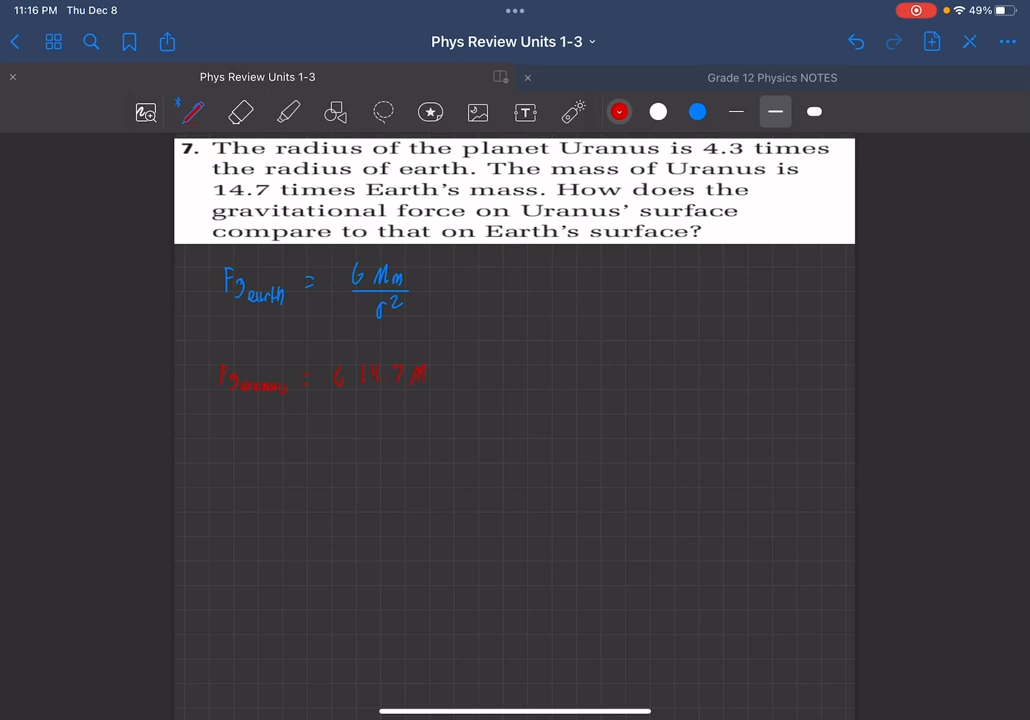 11:16 PM Thu Dec 8
49%
Phys Review Units 1-3
Phys Review Units 1-3
Grade 12 Physics NOTES
7. The radius of the planet Uranus is 4.3 times
the radius of earth. The mass of Uranus is
14.7 times Earth's mass. How does the
gravitational force on Uranus' surface
compare to that on Earth's surface?
Fg earth = G Mm / r²
Fg uranus = G 14.7 M